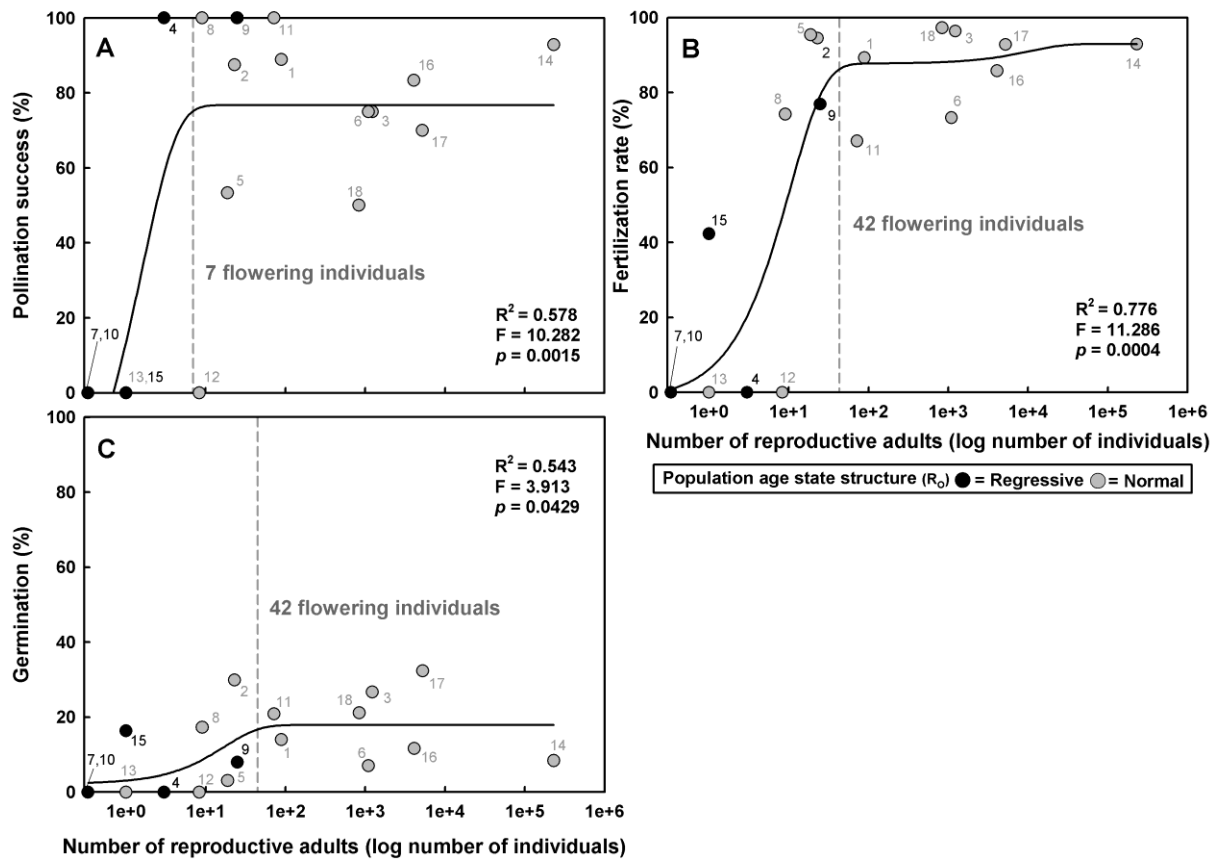 A
Pollination success (%)
100
80
60
40
20
0
4
8
9
11
2
1
14
16
6
3
17
5
18
7 flowering individuals
R² = 0.578
F = 10.282
p = 0.0015
7,10
13,15
12
B
Fertilization rate (%)
100
80
60
40
20
0
5
2
18
3
17
1
14
16
8
9
6
11
15
42 flowering individuals
R² = 0.776
F = 11.286
p = 0.0004
7,10
13
4
12
1e+0 1e+1 1e+2 1e+3 1e+4 1e+5 1e+6
Number of reproductive adults (log number of individuals)
Population age state structure (R₀) = Regressive = Normal
C
Germination (%)
100
80
60
40
20
0
R² = 0.543
F = 3.913
p = 0.0429
42 flowering individuals
2
17
3
11
18
8
15
1
16
9
6
14
5
7,10
13
4
12
1e+0 1e+1 1e+2 1e+3 1e+4 1e+5 1e+6
Number of reproductive adults (log number of individuals)